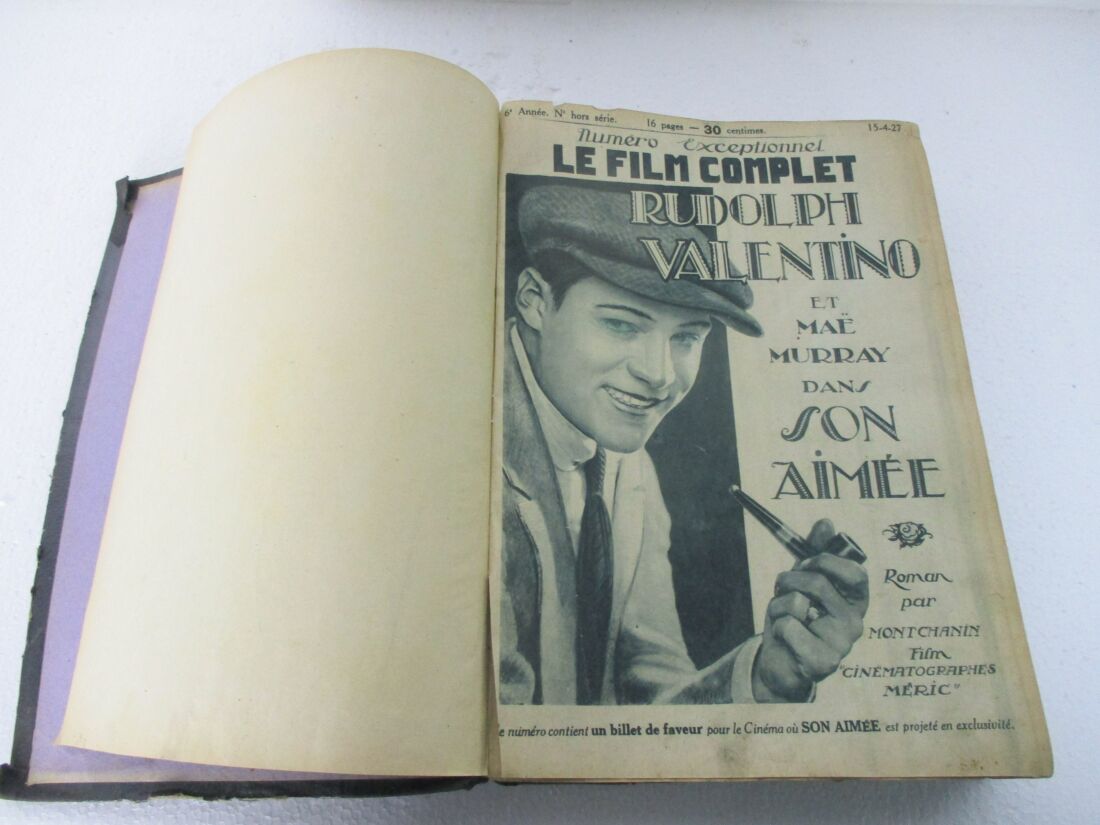 6e Année. N° hors série. 16 pages — 30 centimes. 15-4-27
Numéro Exceptionnel
LE FILM COMPLET
RUDOLPH
VALENTINO
ET
MAË
MURRAY
DANS
SON
AIMÉE
Roman
par
MONTCHANIN
Film
"CINÉMATOGRAPHES
MÉRIC"
e numéro contient un billet de faveur pour le Cinéma où SON AIMÉE est projeté en exclusivité.